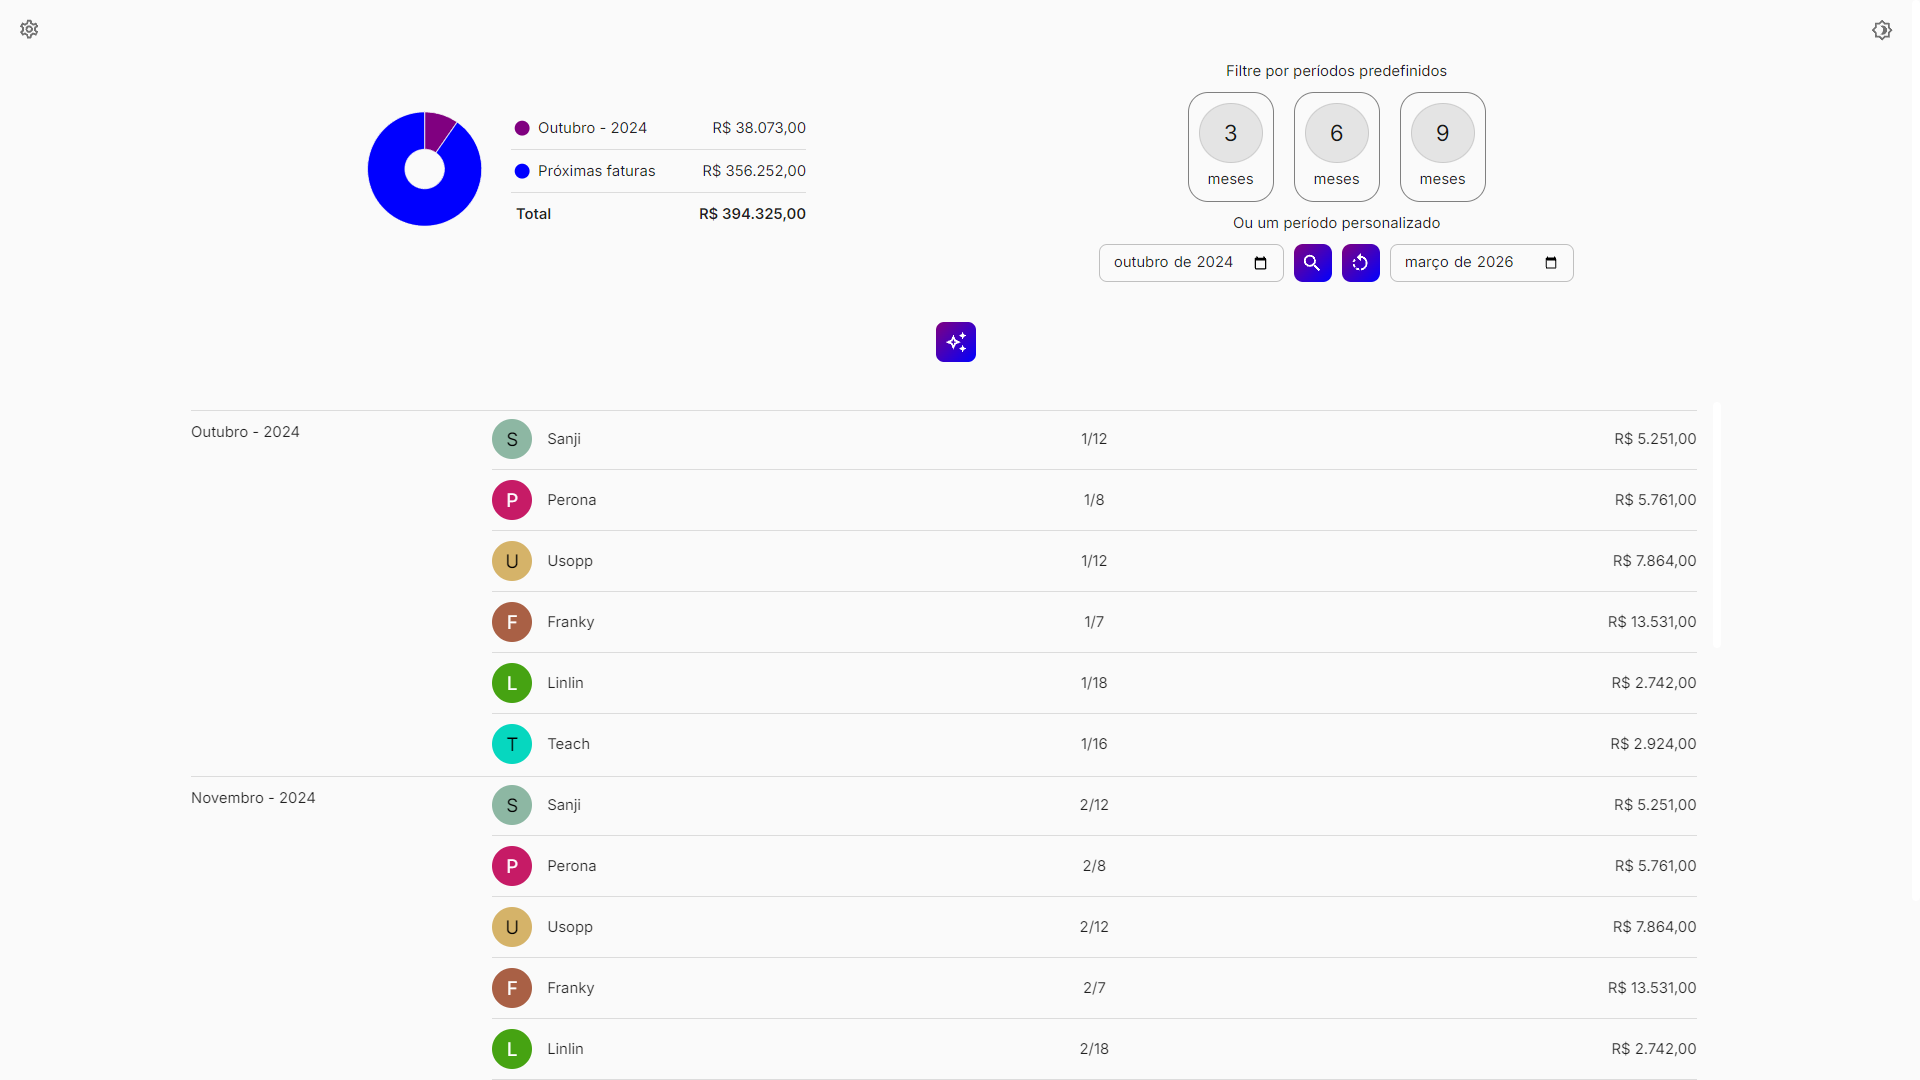 Filtre por períodos predefinidos
Outubro - 2024 R$ 38.073,00
Próximas faturas R$ 356.252,00
Total R$ 394.325,00
3 6 9
meses meses meses
Ou um período personalizado
outubro de 2024 março de 2026
Outubro - 2024
S Sanji 1/12 R$ 5.251,00
P Perona 1/8 R$ 5.761,00
U Usopp 1/12 R$ 7.864,00
F Franky 1/7 R$ 13.531,00
L Linlin 1/18 R$ 2.742,00
T Teach 1/16 R$ 2.924,00
Novembro - 2024
S Sanji 2/12 R$ 5.251,00
P Perona 2/8 R$ 5.761,00
U Usopp 2/12 R$ 7.864,00
F Franky 2/7 R$ 13.531,00
L Linlin 2/18 R$ 2.742,00